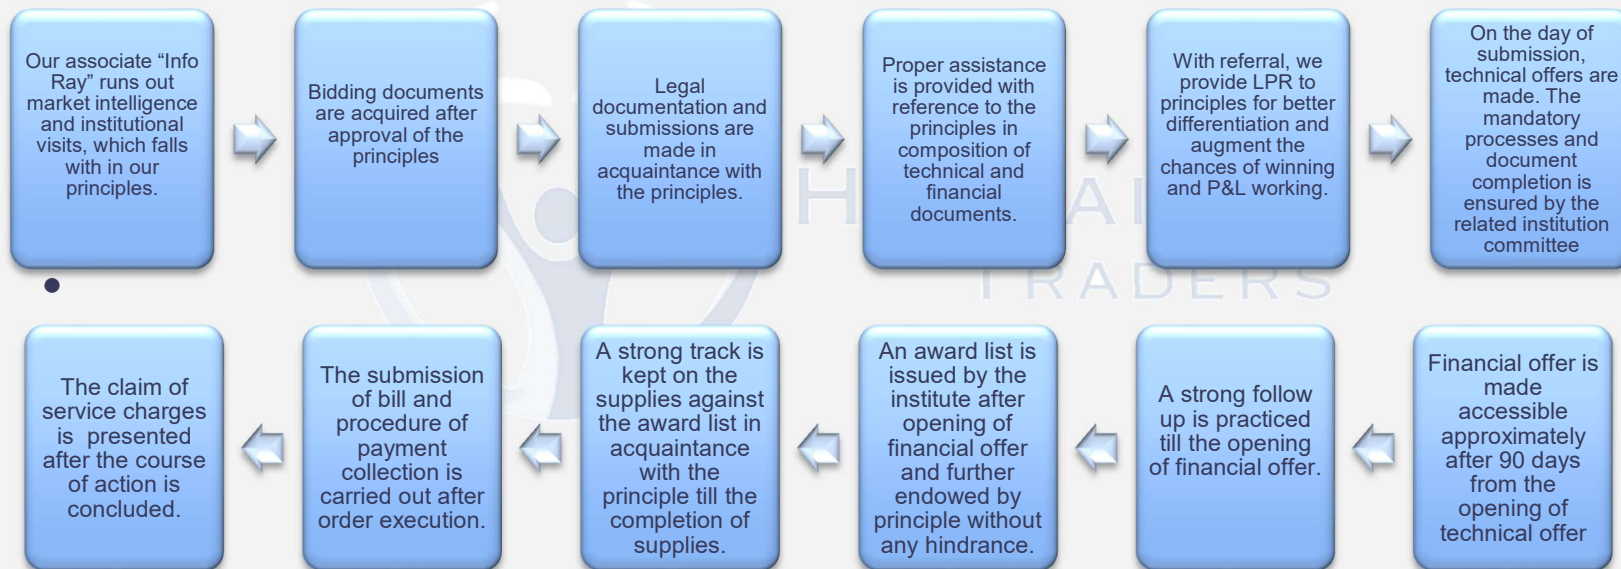 Our associate “Info
Ray” runs out
market intelligence
and institutional
visits, which falls
with in our
principles.
Bidding documents
are acquired after
approval of the
principles
Legal
documentation and
submissions are
made in
acquaintance with
the principles.
Proper assistance
is provided with
reference to the
principles in
composition of
technical and
financial
documents.
With referral, we
provide LPR to
principles for better
differentiation and
augment the
chances of winning
and P&L working.
On the day of
submission,
technical offers are
made. The
mandatory
processes and
document
completion is
ensured by the
related institution
committee
TRADERS
Financial offer is
made
accessible
approximately
after 90 days
from the
opening of
technical offer
A strong follow
up is practiced
till the opening
of financial offer.
An award list is
issued by the
institute after
opening of
financial offer
and further
endowed by
principle without
any hindrance.
A strong track is
kept on the
supplies against
the award list in
acquaintance
with the
principle till the
completion of
supplies.
The submission
of bill and
procedure of
payment
collection is
carried out after
order execution.
The claim of
service charges
is presented
after the course
of action is
concluded.